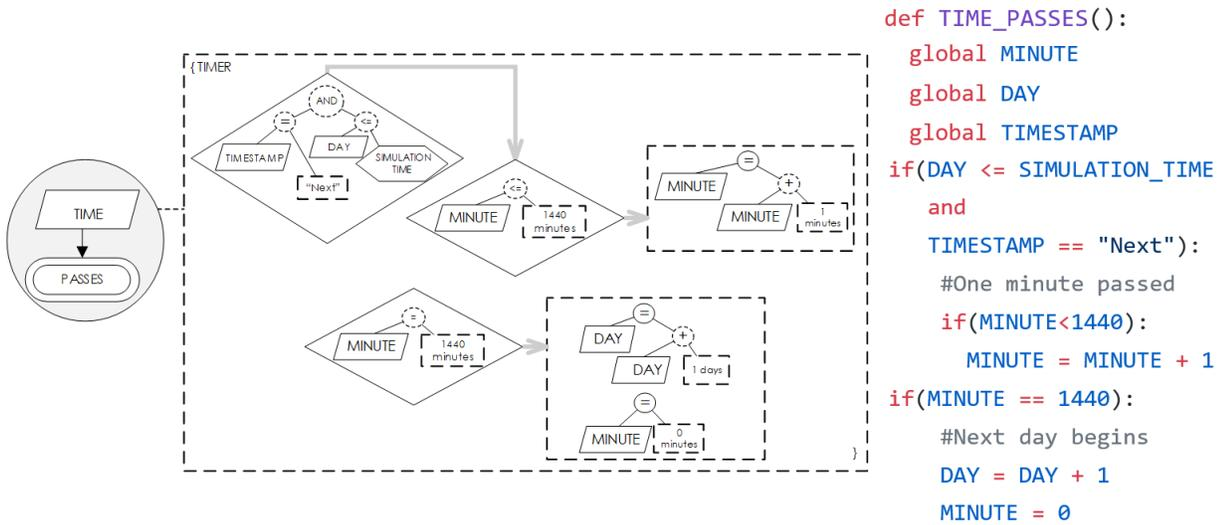 TIME
PASSES
{ TIMER
AND
=
<=
TIMESTAMP
DAY
SIMULATION
TIME
"Next"
<=
MINUTE
1440
minutes
=
MINUTE
+
MINUTE
1
minutes
=
MINUTE
1440
minutes
=
DAY
+
DAY
1 days
=
MINUTE
0
minutes
}
def TIME_PASSES():
global MINUTE
global DAY
global TIMESTAMP
if(DAY <= SIMULATION_TIME
and
TIMESTAMP == "Next"):
#One minute passed
if(MINUTE<1440):
MINUTE = MINUTE + 1
if(MINUTE == 1440):
#Next day begins
DAY = DAY + 1
MINUTE = 0